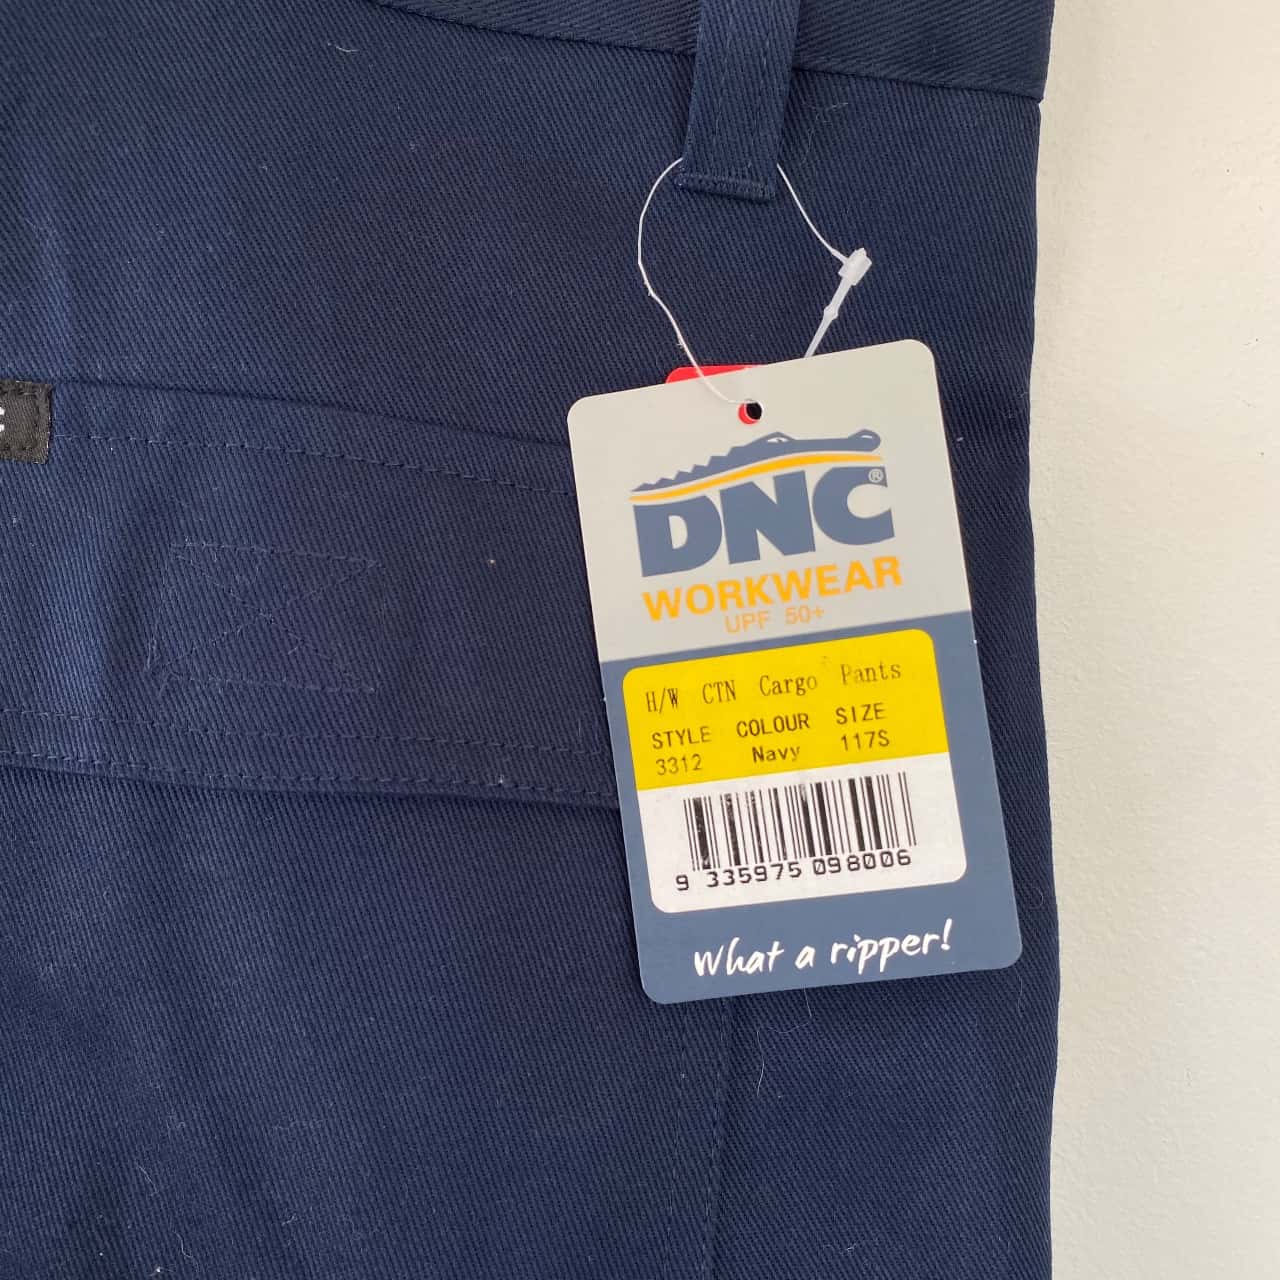 DNC®
WORKWEAR
UPF 50+
H/W CTN Cargo Pants
STYLE COLOUR SIZE
3312 Navy 117S
9 335975 098006
What a ripper!